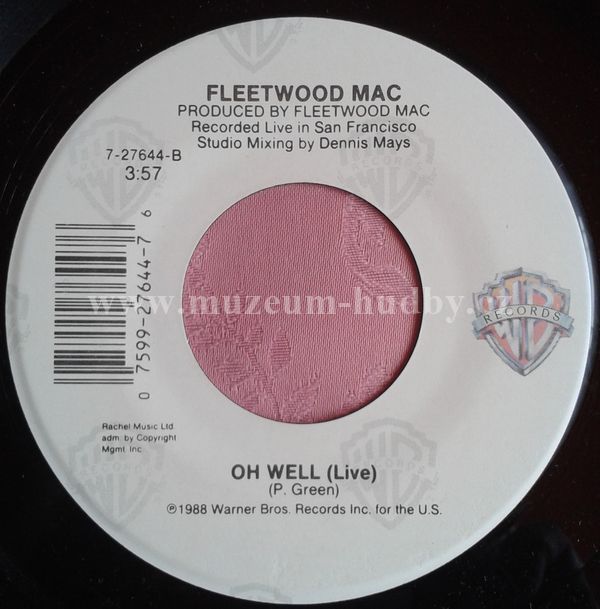 FLEETWOOD MAC
PRODUCED BY FLEETWOOD MAC
Recorded Live in San Francisco
Studio Mixing by Dennis Mays
7-27644-B
3:57
0 7599-27644-7 6
www.muzeum-hudby.cz
WB
RECORDS
Rachel Music Ltd.
adm. by Copyright
Mgmt. Inc.
OH WELL (Live)
(P. Green)
℗1988 Warner Bros. Records Inc. for the U.S.